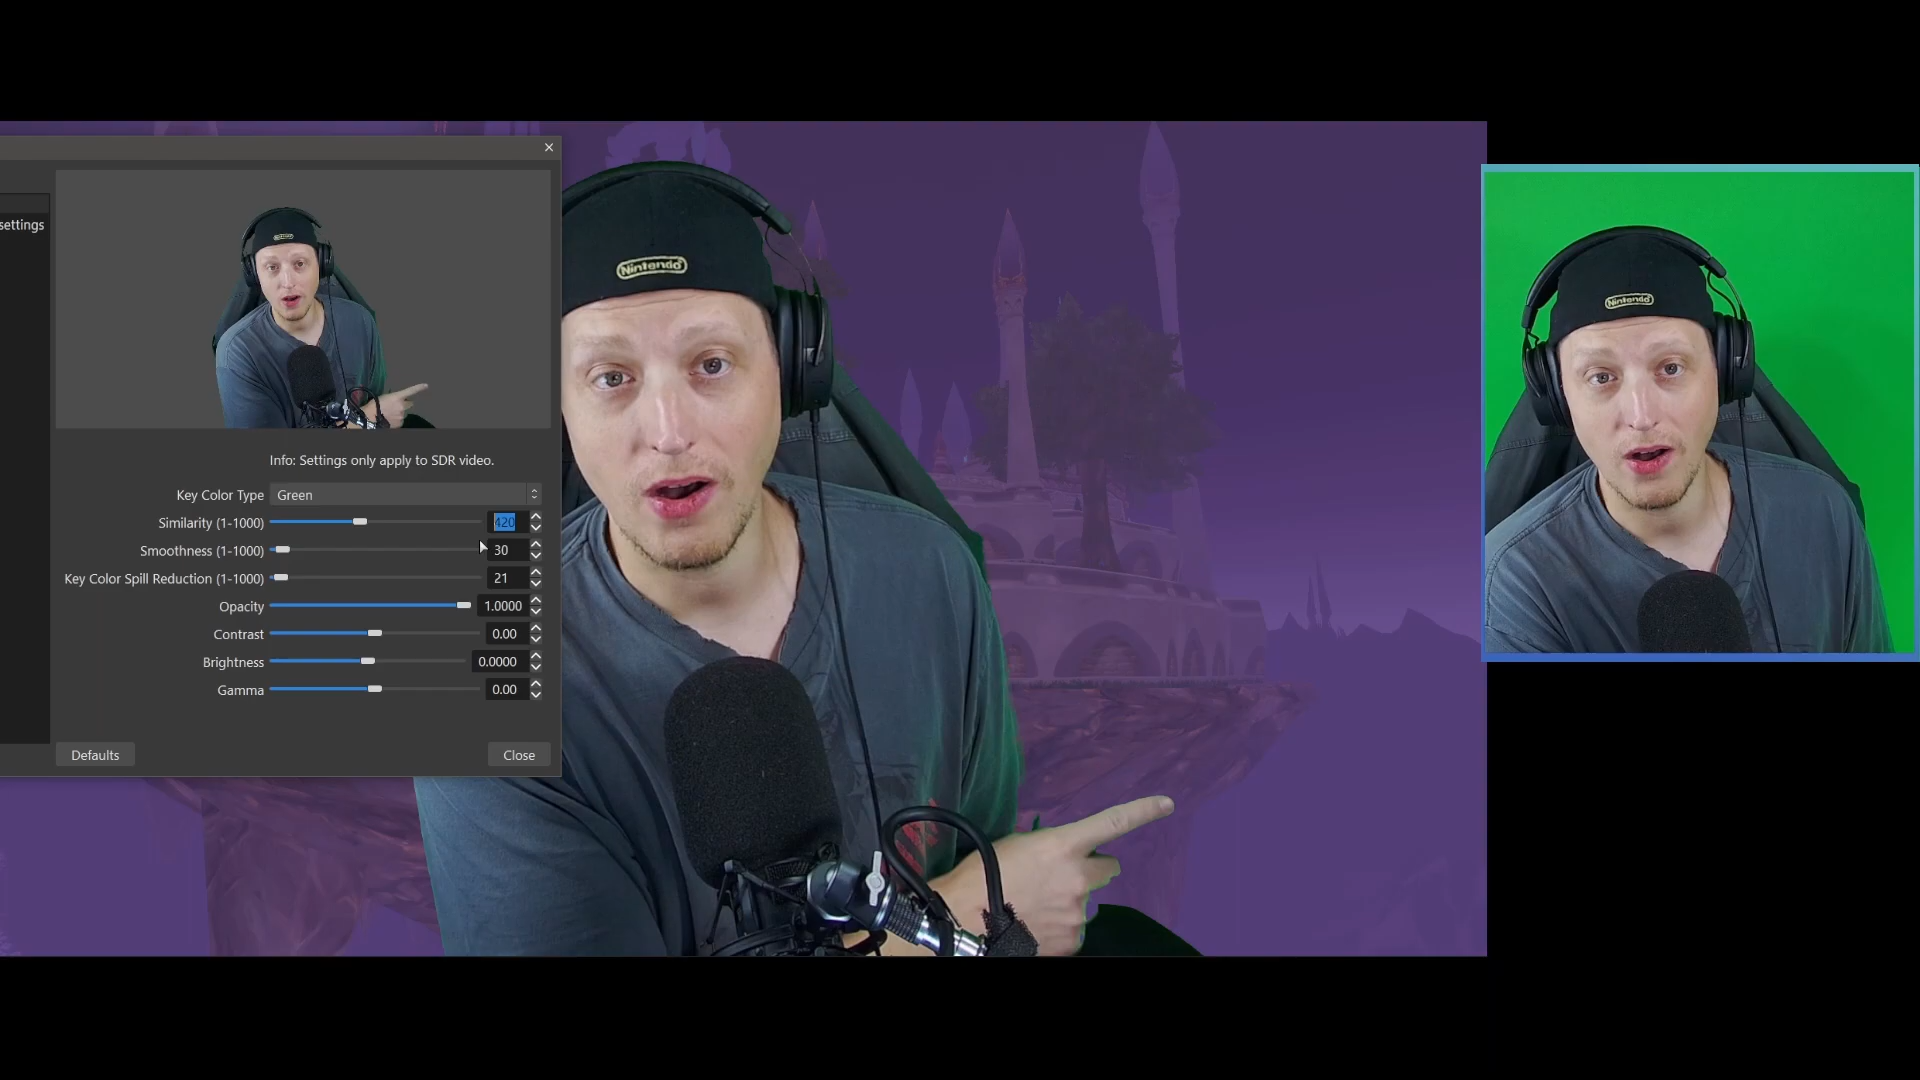 settings
Nintendo
Nintendo
Nintendo
Info: Settings only apply to SDR video.
Key Color Type Green
Similarity (1-1000) 420
Smoothness (1-1000) 30
Key Color Spill Reduction (1-1000) 21
Opacity 1.0000
Contrast 0.00
Brightness 0.0000
Gamma 0.00
Defaults Close